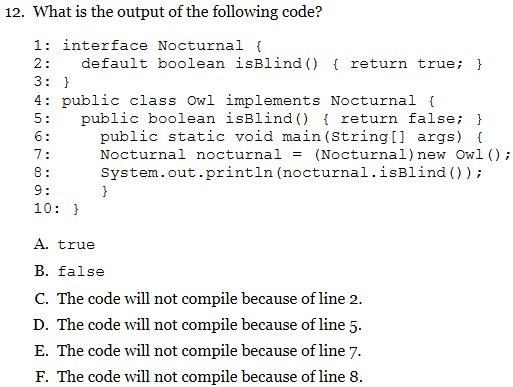 12. What is the output of the following code?
1: interface Nocturnal {
2: default boolean isBlind() { return true; }
3: }
4: public class Owl implements Nocturnal {
5: public boolean isBlind() { return false; }
6: public static void main(String[] args) {
7: Nocturnal nocturnal = (Nocturnal)new Owl();
8: System.out.println(nocturnal.isBlind());
9: }
10: }
A. true
B. false
C. The code will not compile because of line 2.
D. The code will not compile because of line 5.
E. The code will not compile because of line 7.
F. The code will not compile because of line 8.